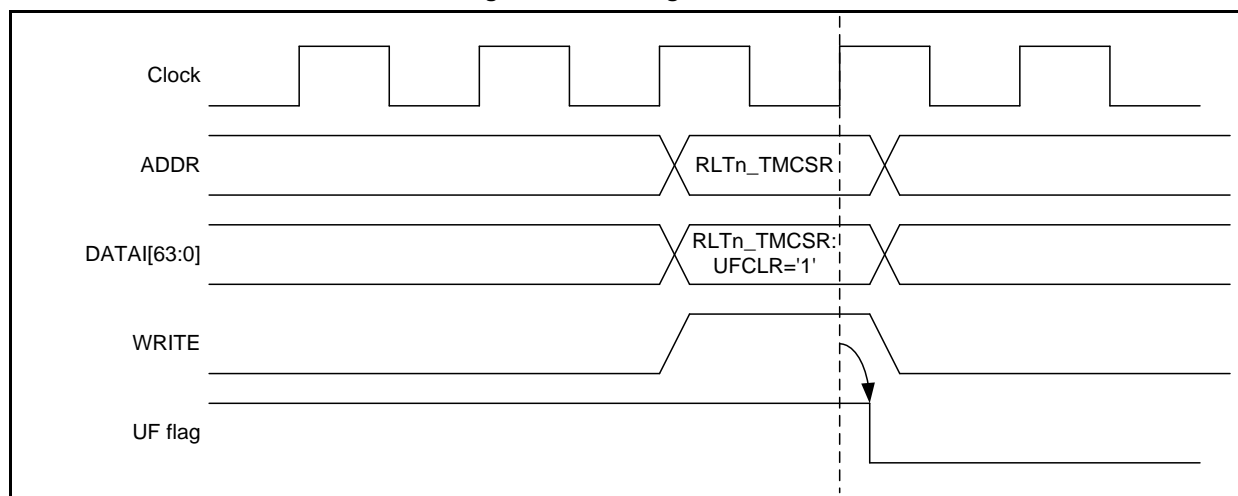 Clock
ADDR
RLTn_TMCSR
DATAI[63:0]
RLTn_TMCSR:
UFCLR='1'
WRITE
UF flag